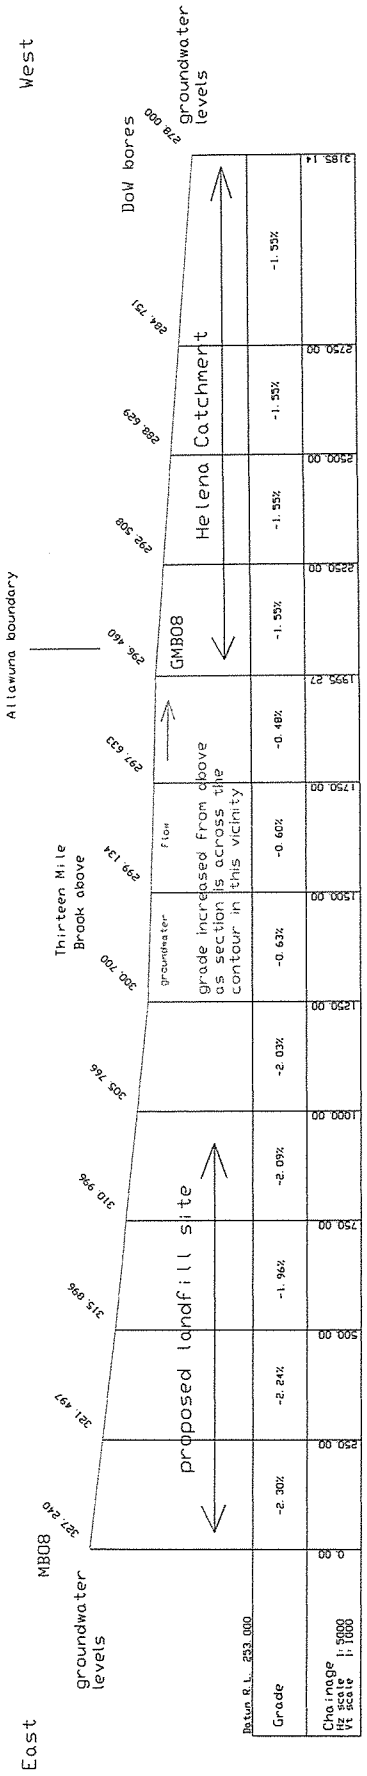 East
West
MB08
groundwater
levels
DoW bores
groundwater
levels
Allawuna boundary
Thirteen Mile
Brook above
327.240
321.497
315.896
310.996
305.766
300.700
299.134
297.633
296.460
292.508
288.629
284.751
278.000
proposed landfill site
groundwater flow
GMB08
grade increased from above
as section is across the
contour in this vicinity
Helena Catchment
Datum R.L. 253.000
Grade
-2.30%
-2.24%
-1.96%
-2.09%
-2.03%
-0.63%
-0.60%
-0.48%
-1.55%
-1.55%
-1.55%
-1.55%
Chainage
Hz scale 1: 5000
Vt scale 1: 1000
0.00
250.00
500.00
750.00
1000.00
1250.00
1500.00
1750.00
1995.27
2250.00
2500.00
2750.00
3185.14